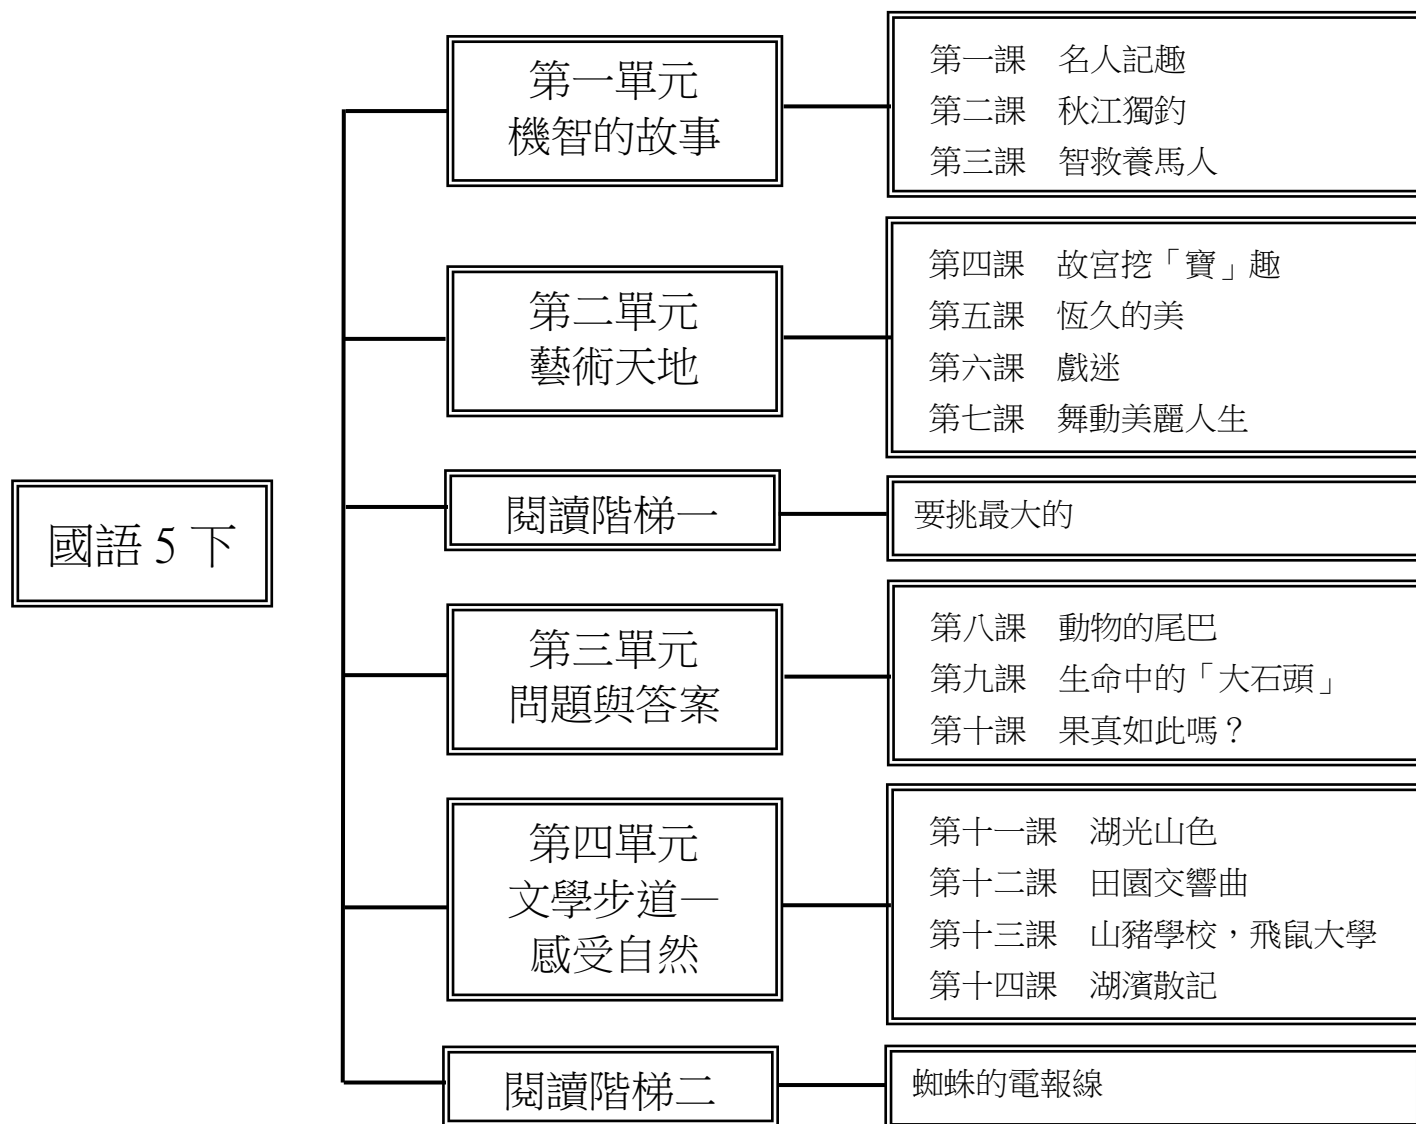 國語 5 下
第一單元
機智的故事
第一課　名人記趣
第二課　秋江獨釣
第三課　智救養馬人
第二單元
藝術天地
第四課　故宮挖「寶」趣
第五課　恆久的美
第六課　戲迷
第七課　舞動美麗人生
閱讀階梯一
要挑最大的
第三單元
問題與答案
第八課　動物的尾巴
第九課　生命中的「大石頭」
第十課　果真如此嗎？
第四單元
文學步道—
感受自然
第十一課　湖光山色
第十二課　田園交響曲
第十三課　山豬學校，飛鼠大學
第十四課　湖濱散記
閱讀階梯二
蜘蛛的電報線